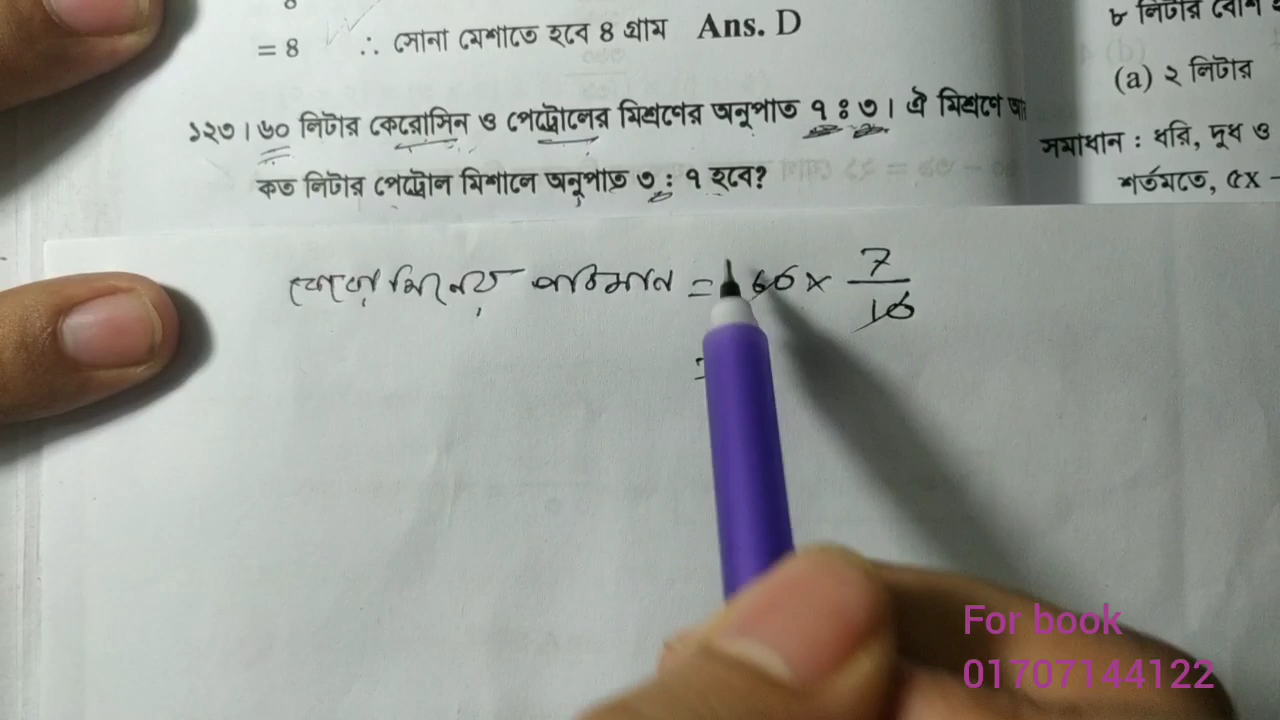 = 8 ∴ সোনা মেশাতে হবে 8 গ্রাম Ans. D
১২৩। ৬০ লিটার কেরোসিন ও পেট্রোলের মিশ্রণের অনুপাত ৭ : ৩। ঐ মিশ্রণে
কত লিটার পেট্রোল মিশালে অনুপাত ৩ : ৭ হবে?
৮ লিটার বেশি
(a) ২ লিটার
সমাধান : ধরি, দুধ ও
শর্তমতে, ৫x -
পরিমান = 60 × 7/10
=
For book
01707144122